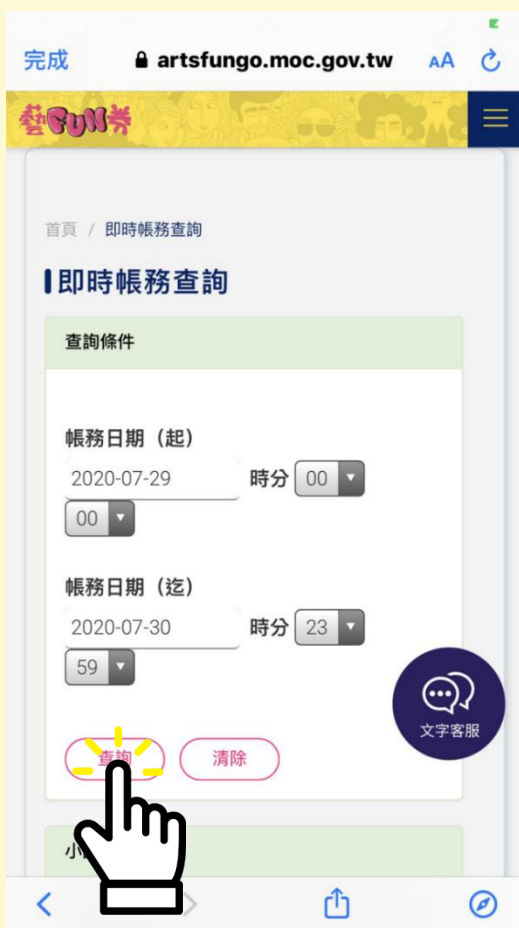 完成 artsfungo.moc.gov.tw AA
藝FUN券
首頁 / 即時帳務查詢
即時帳務查詢
查詢條件
帳務日期（起）
2020-07-29 時分 00
00
帳務日期（迄）
2020-07-30 時分 23
59
文字客服
查詢 清除
小